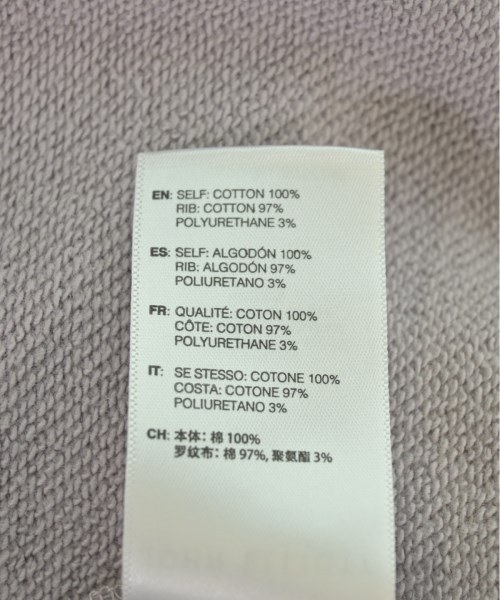 EN: SELF: COTTON 100%
RIB: COTTON 97%
POLYURETHANE 3%
ES: SELF: ALGODÓN 100%
RIB: ALGODÓN 97%
POLIURETANO 3%
FR: QUALITÉ: COTON 100%
CÔTE: COTON 97%
POLYURETHANE 3%
IT: SE STESSO: COTONE 100%
COSTA: COTONE 97%
POLIURETANO 3%
CH: 本体：棉 100%
罗纹布：棉 97%, 聚氨酯 3%